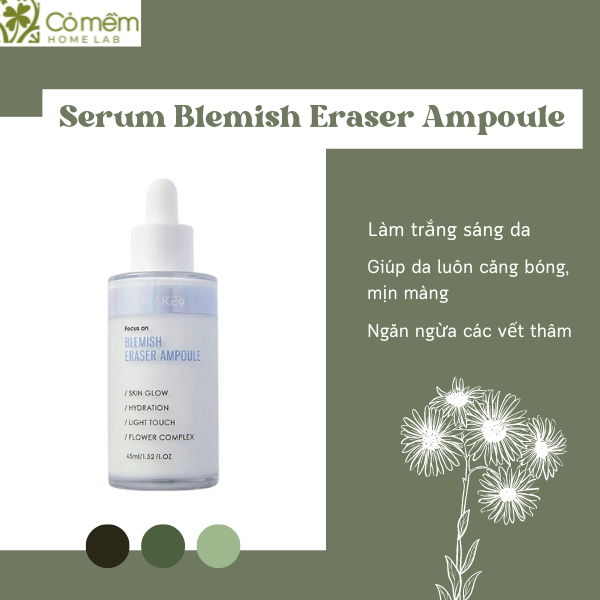 Cỏ mềm
HOME LAB
Serum Blemish Eraser Ampoule
MAKE9
Focus on
BLEMISH
ERASER AMPOULE
/ SKIN GLOW
/ HYDRATION
/ LIGHT TOUCH
/ FLOWER COMPLEX
45ml/1.52 fl.OZ
Làm trắng sáng da
Giúp da luôn căng bóng,
mịn màng
Ngăn ngừa các vết thâm